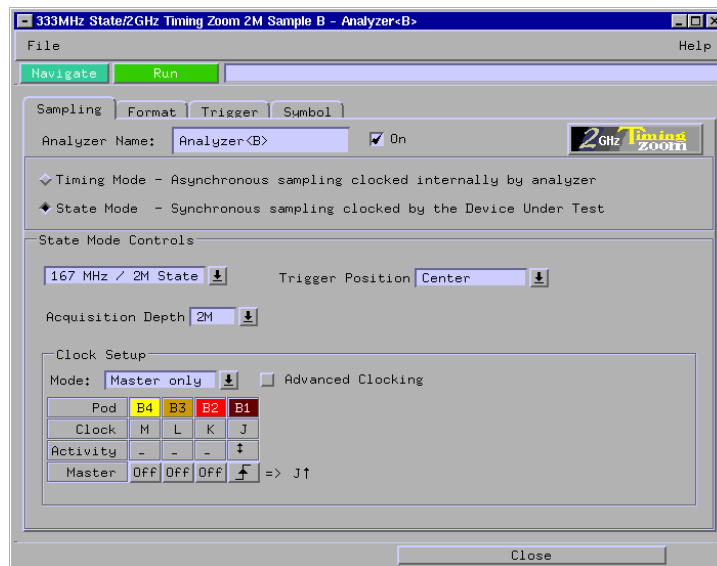 333MHz State/2GHz Timing Zoom 2M Sample B - Analyzer<B>
File Help
Navigate Run
Sampling Format Trigger Symbol
Analyzer Name: Analyzer<B> On 2 GHz Timing zoom
Timing Mode - Asynchronous sampling clocked internally by analyzer
State Mode - Synchronous sampling clocked by the Device Under Test
State Mode Controls
167 MHz / 2M State Trigger Position Center
Acquisition Depth 2M
Clock Setup
Mode: Master only Advanced Clocking
Pod B4 B3 B2 B1
Clock M L K J
Activity - - - ↕
Master Off Off Off => J↑
Close